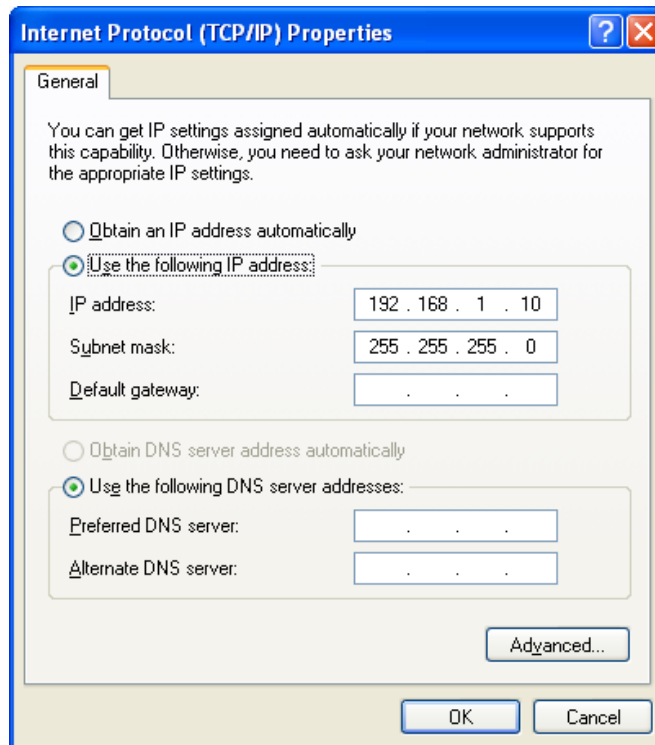 Internet Protocol (TCP/IP) Properties
General
You can get IP settings assigned automatically if your network supports
this capability. Otherwise, you need to ask your network administrator for
the appropriate IP settings.
Obtain an IP address automatically
Use the following IP address:
IP address: 192 . 168 . 1 . 10
Subnet mask: 255 . 255 . 255 . 0
Default gateway: . . .
Obtain DNS server address automatically
Use the following DNS server addresses:
Preferred DNS server: . . .
Alternate DNS server: . . .
Advanced...
OK Cancel